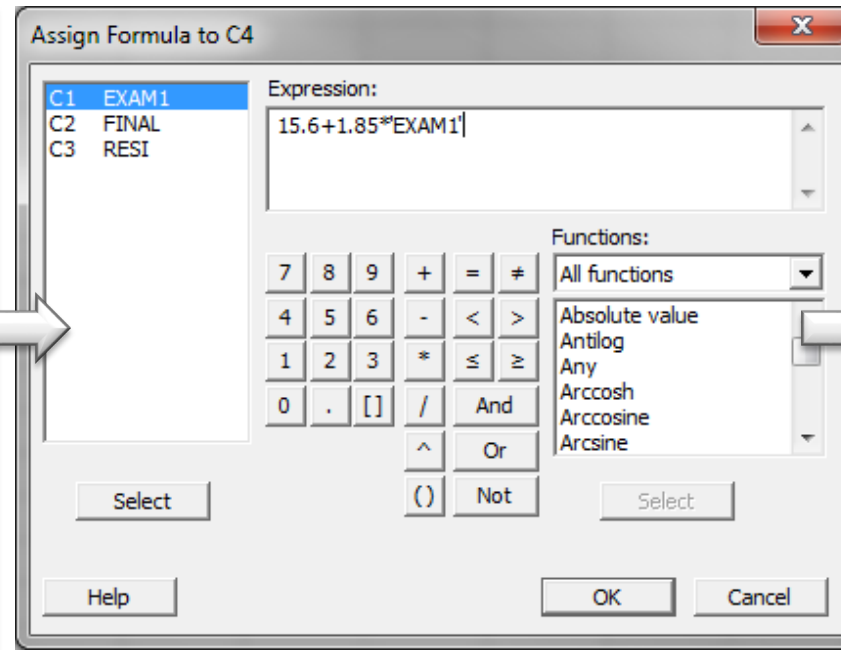 Assign Formula to C4
X
C1 EXAM1
C2 FINAL
C3 RESI
Expression:
15.6+1.85*'EXAM1'
Functions:
All functions
7 8 9 + = ≠
4 5 6 - < >
1 2 3 * ≤ ≥
0 . [] / And
^ Or
() Not
Absolute value
Antilog
Any
Arccosh
Arccosine
Arcsine
Select
Select
Help
OK
Cancel